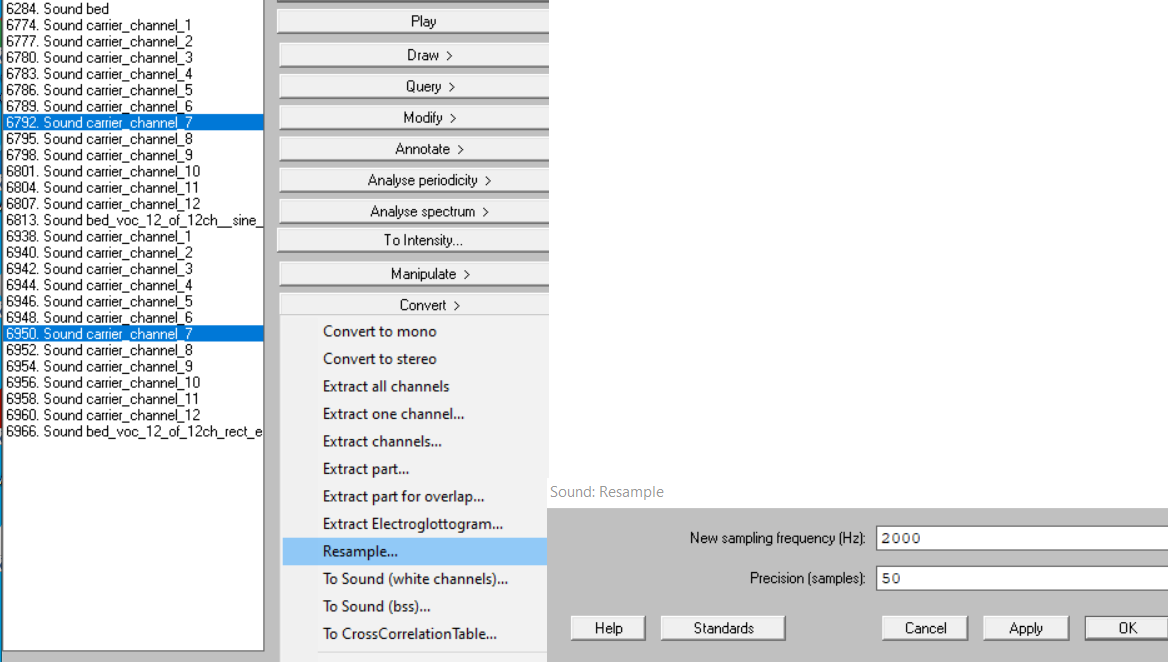 6284. Sound bed
6774. Sound carrier_channel_1
6777. Sound carrier_channel_2
6780. Sound carrier_channel_3
6783. Sound carrier_channel_4
6786. Sound carrier_channel_5
6789. Sound carrier_channel_6
6792. Sound carrier_channel_7
6795. Sound carrier_channel_8
6798. Sound carrier_channel_9
6801. Sound carrier_channel_10
6804. Sound carrier_channel_11
6807. Sound carrier_channel_12
6813. Sound bed_voc_12_of_12ch__sine_
6938. Sound carrier_channel_1
6940. Sound carrier_channel_2
6942. Sound carrier_channel_3
6944. Sound carrier_channel_4
6946. Sound carrier_channel_5
6948. Sound carrier_channel_6
6950. Sound carrier_channel_7
6952. Sound carrier_channel_8
6954. Sound carrier_channel_9
6956. Sound carrier_channel_10
6958. Sound carrier_channel_11
6960. Sound carrier_channel_12
6966. Sound bed_voc_12_of_12ch_rect_e
Play
Draw >
Query >
Modify >
Annotate >
Analyse periodicity >
Analyse spectrum >
To Intensity...
Manipulate >
Convert >
Convert to mono
Convert to stereo
Extract all channels
Extract one channel...
Extract channels...
Extract part...
Extract part for overlap...
Extract Electroglottogram...
Resample...
To Sound (white channels)...
To Sound (bss)...
To CrossCorrelationTable...
Sound: Resample
New sampling frequency (Hz): 2000
Precision (samples): 50
Help Standards Cancel Apply OK